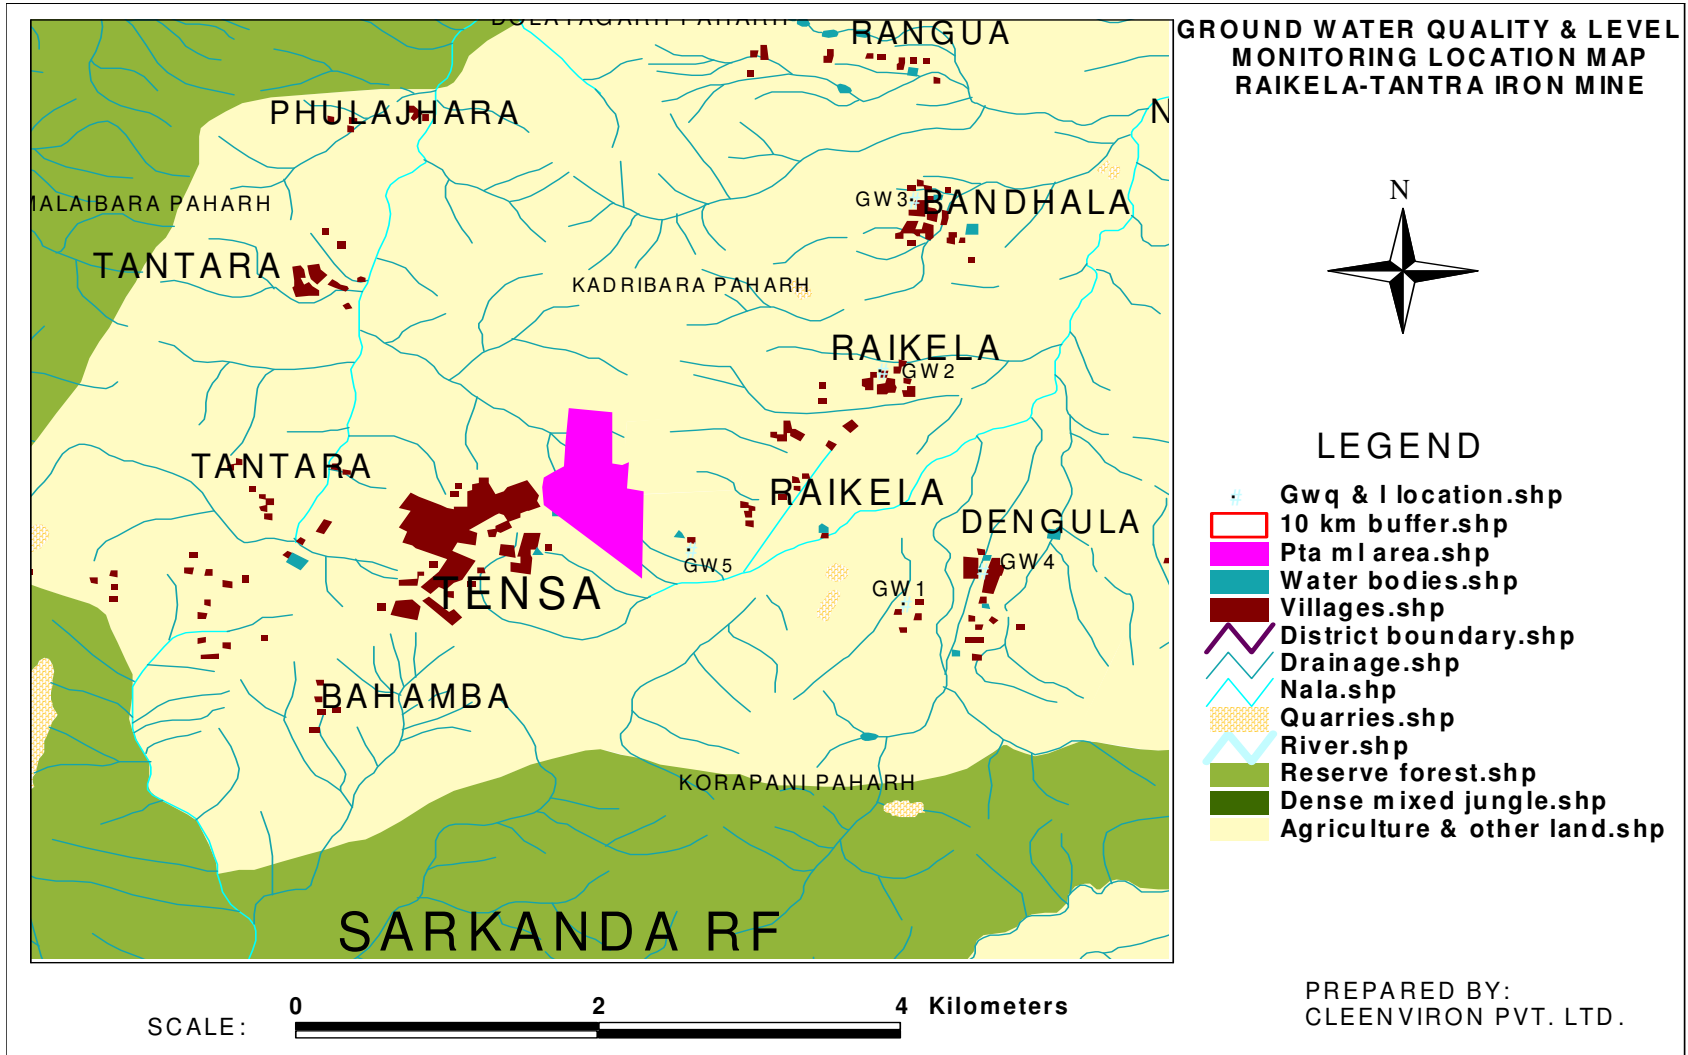 DULATAGARH PAHARH
RANGUA
GROUND WATER QUALITY & LEVEL
MONITORING LOCATION MAP
RAIKELA-TANTRA IRON MINE
PHULAJHARA
N
MALAIBARA PAHARH
GW3
BANDHALA
N
TANTARA
KADRIBARA PAHARH
RAIKELA
GW2
TANTARA
RAIKELA
DENGULA
GW5
GW4
GW1
TENSA
BAHAMBA
KORAPANI PAHARH
SARKANDA RF
LEGEND
Gwq & l location.shp
10 km buffer.shp
Pta ml area.shp
Water bodies.shp
Villages.shp
District boundary.shp
Drainage.shp
Nala.shp
Quarries.shp
River.shp
Reserve forest.shp
Dense mixed jungle.shp
Agriculture & other land.shp
0 2 4 Kilometers
SCALE:
PREPARED BY:
CLEENVIRON PVT. LTD.